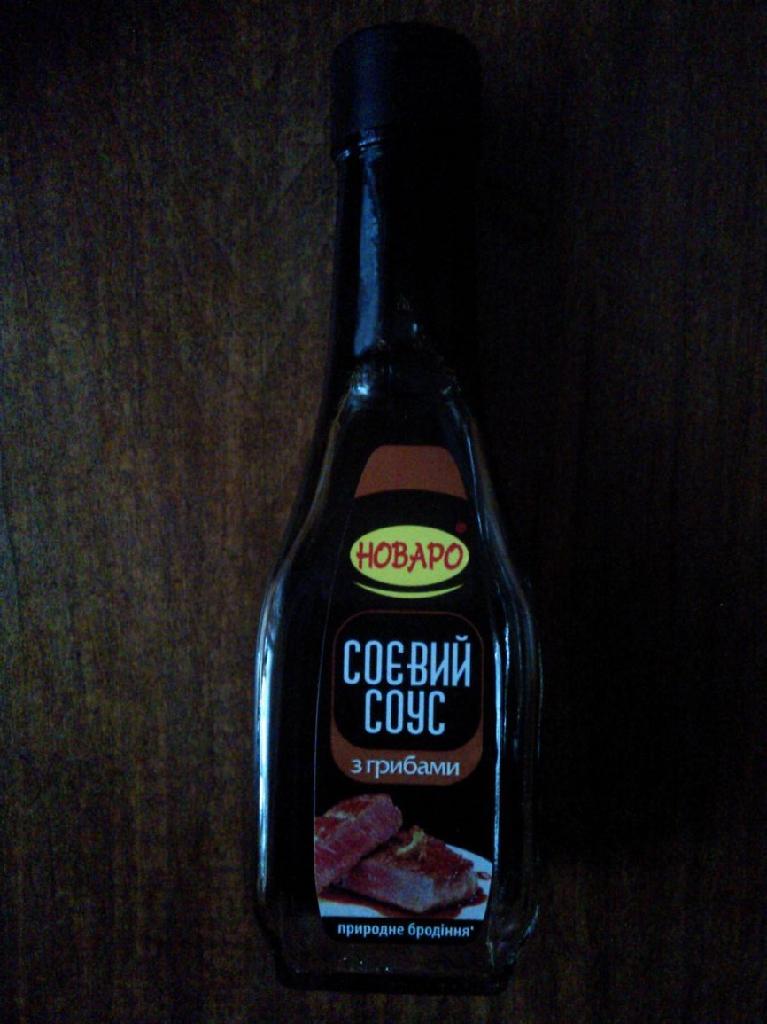 НОВАРО
СОЄВИЙ
СОУС
з грибами
природне бродіння*